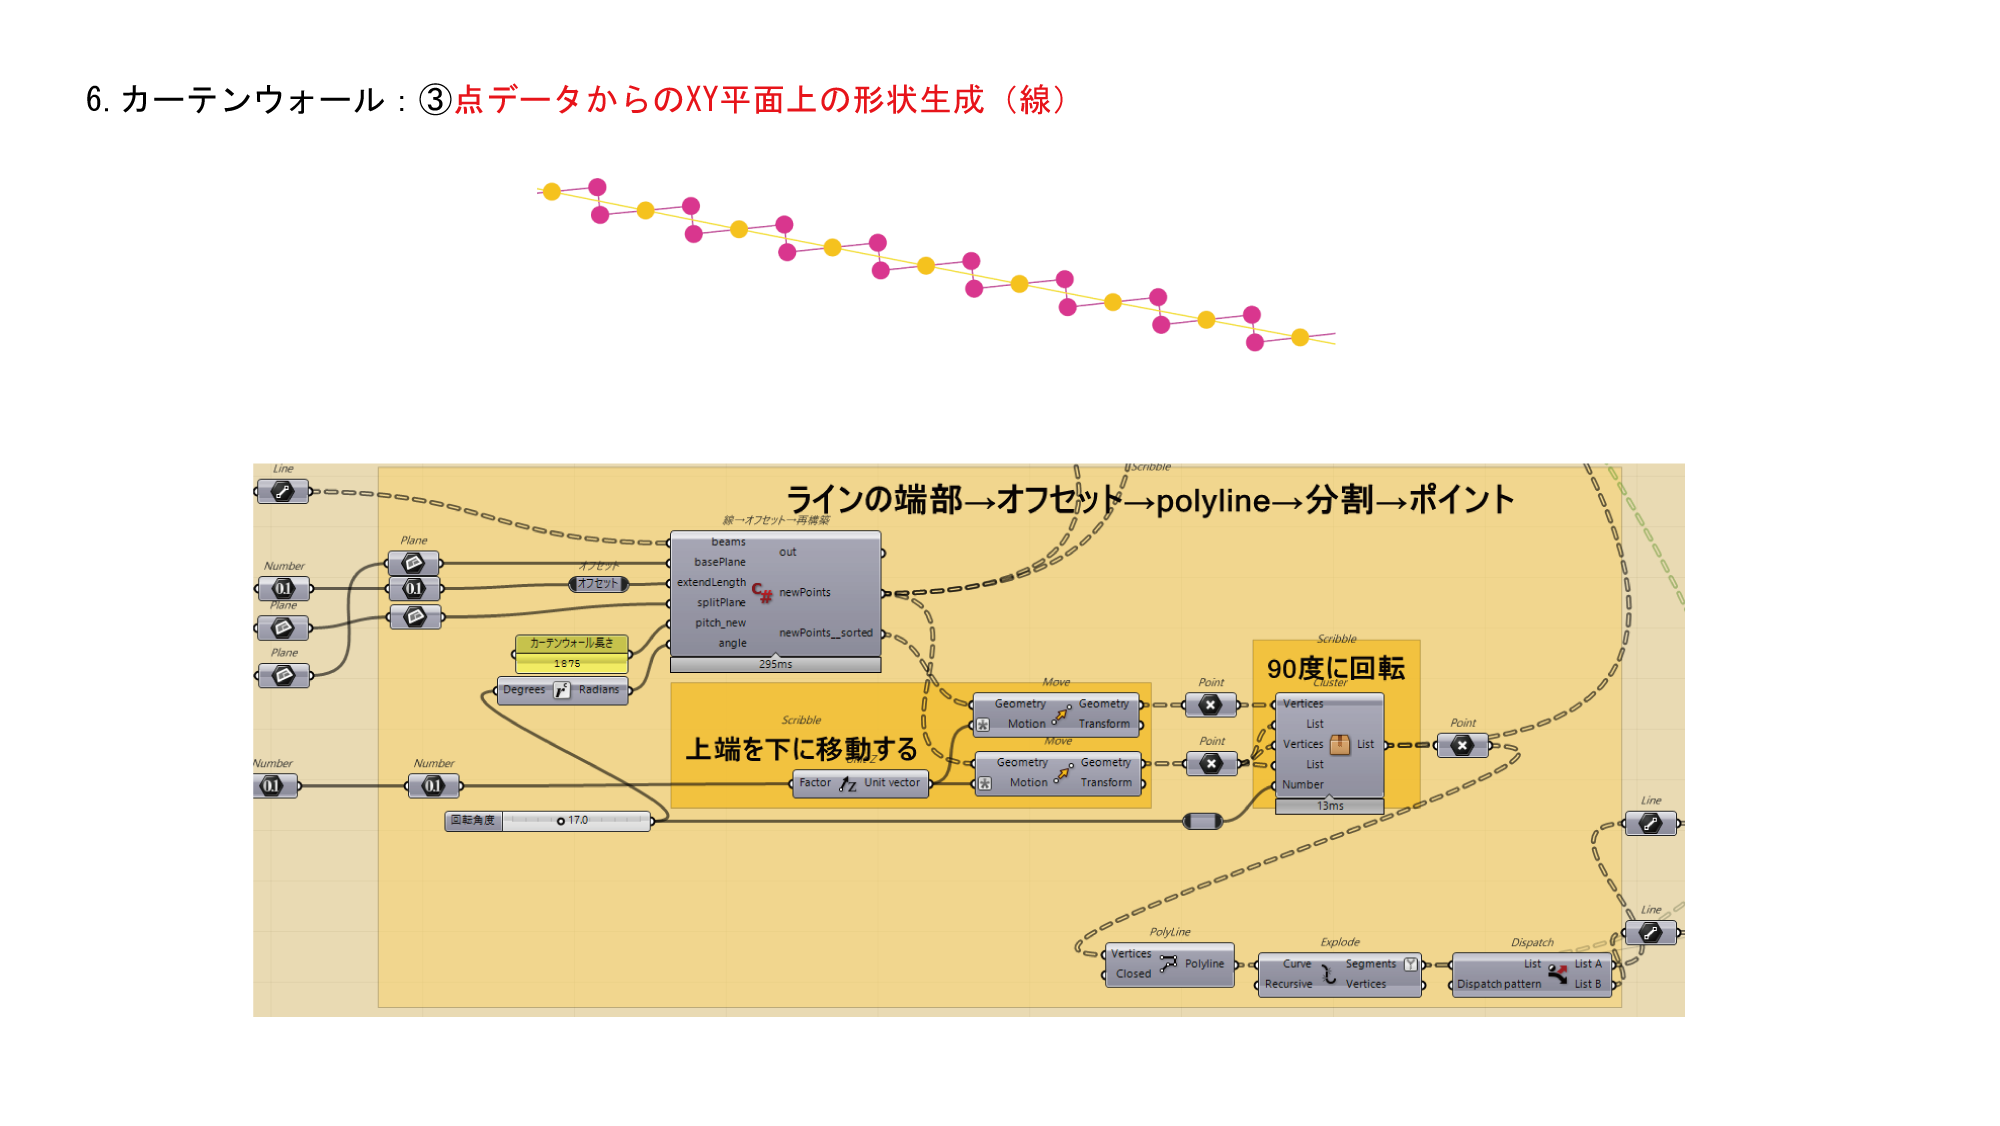 6. カーテンウォール：③点データからのXY平面上の形状生成（線）
Line
Scribble
ラインの端部→オフセット→polyline→分割→ポイント
線→オフセット→再構築
beams
out
basePlane
extendLength
newPoints
splitPlane
pitch_new
newPoints__sorted
angle
295ms
C#
Plane
Number
0.1
0.1
オフセット
オフセット
Plane
Plane
カーテンウォール長さ
1875
Degrees
Radians
Scribble
上端を下に移動する
Factor
Unit vector
Z
Move
Geometry
Geometry
Motion
Transform
Move
Geometry
Geometry
Motion
Transform
Point
Point
Scribble
90度に回転
Cluster
Vertices
List
Vertices
List
List
Number
13ms
Point
Number
0.1
Number
0.1
回転角度
17.0
Line
Line
PolyLine
Vertices
Polyline
Closed
Explode
Curve
Segments
Recursive
Vertices
Dispatch
List
List A
Dispatch pattern
List B